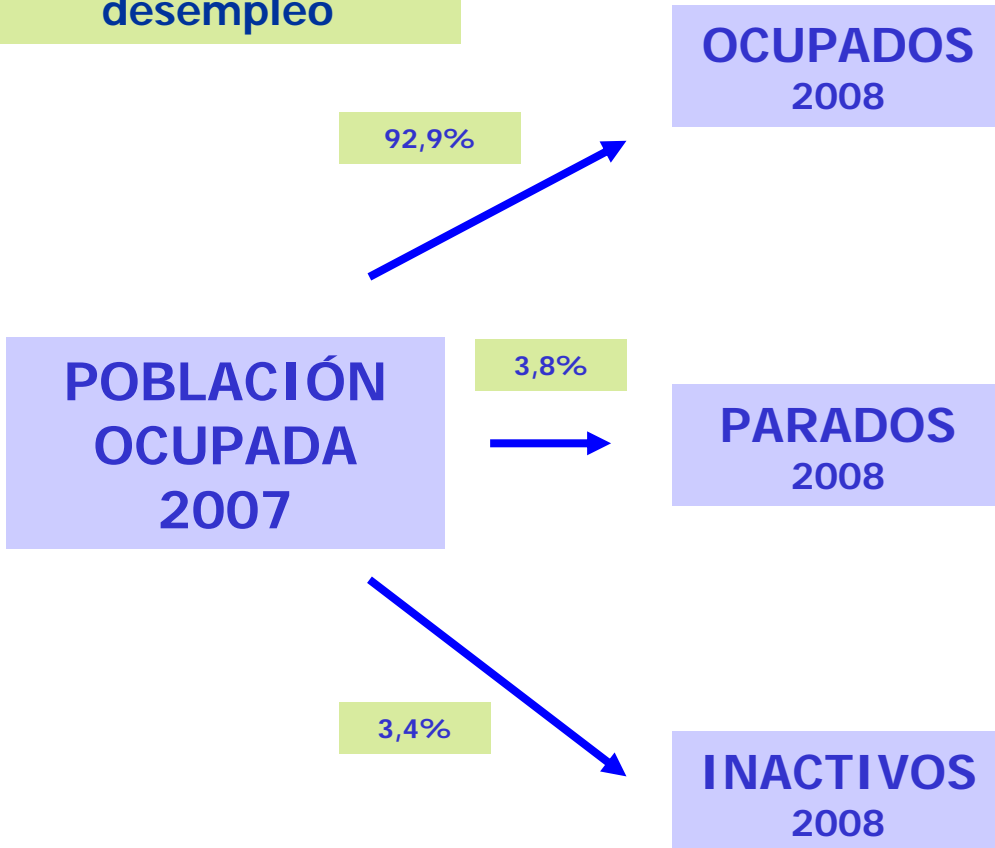 desempleo
OCUPADOS
2008
92,9%
POBLACIÓN
OCUPADA
2007
3,8%
PARADOS
2008
3,4%
INACTIVOS
2008